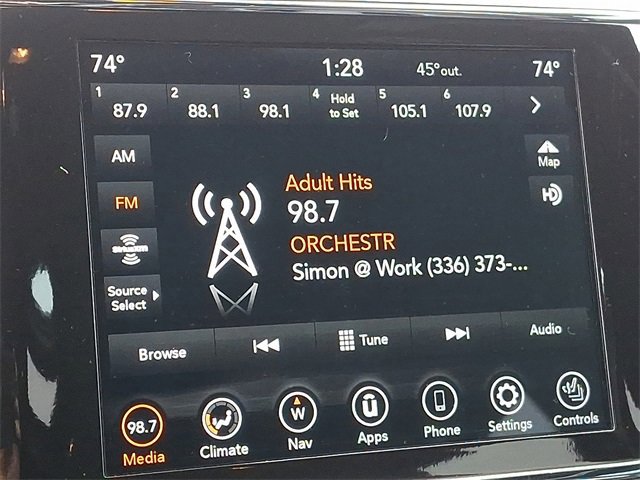 74° 1:28 45°out. 74°
1 87.9 2 88.1 3 98.1 4 Hold to Set 5 105.1 6 107.9
AM
FM
SiriusXM
Source
Select
Map
HD
Adult Hits
98.7
ORCHESTR
Simon @ Work (336) 373-...
Browse Tune Audio
98.7 W U
Media Climate Nav Apps Phone Settings Controls